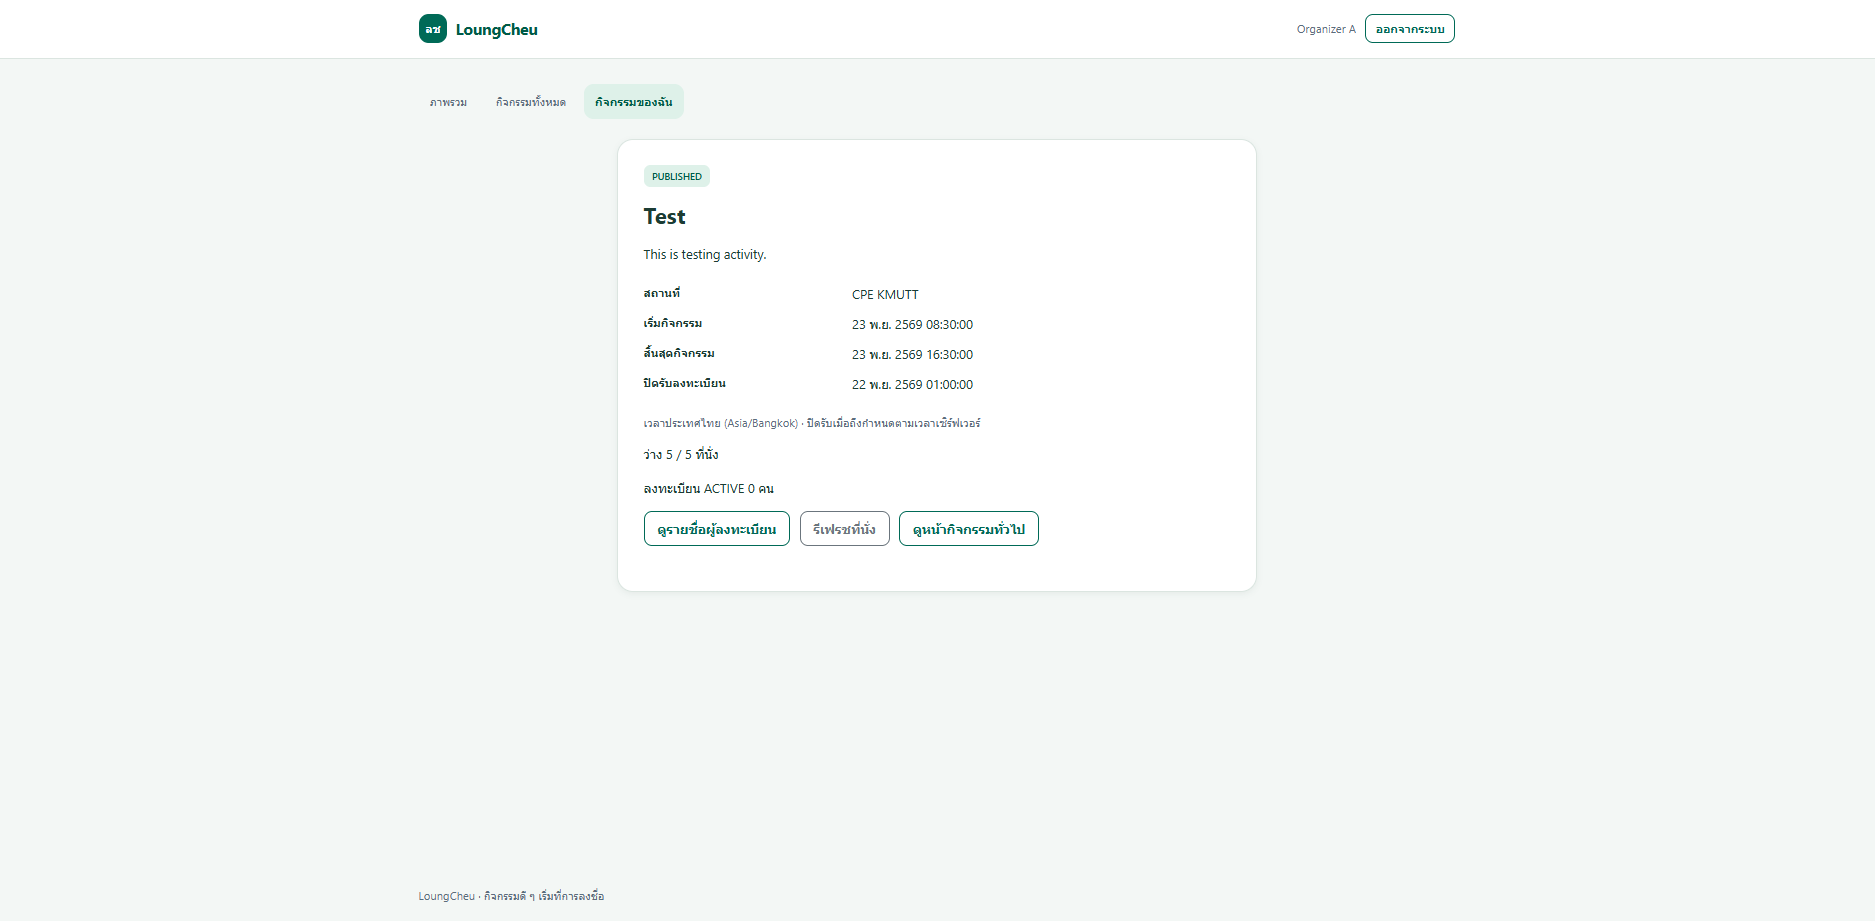 ลช LoungCheu
Organizer A ออกจากระบบ
ภาพรวม กิจกรรมทั้งหมด กิจกรรมของฉัน
PUBLISHED
Test
This is testing activity.
สถานที่ CPE KMUTT
เริ่มกิจกรรม 23 พ.ย. 2569 08:30:00
สิ้นสุดกิจกรรม 23 พ.ย. 2569 16:30:00
ปิดรับลงทะเบียน 22 พ.ย. 2569 01:00:00
เวลาประเทศไทย (Asia/Bangkok) · ปิดรับเมื่อถึงกำหนดตามเวลาเซิร์ฟเวอร์
ว่าง 5 / 5 ที่นั่ง
ลงทะเบียน ACTIVE 0 คน
ดูรายชื่อผู้ลงทะเบียน รีเฟรชที่นั่ง ดูหน้ากิจกรรมทั่วไป
LoungCheu · กิจกรรมดี ๆ เริ่มที่การลงชื่อ